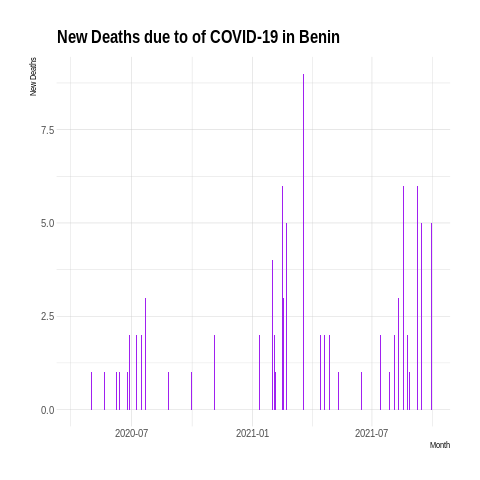 New Deaths due to of COVID-19 in Benin
New Deaths
7.5
5.0
2.5
0.0
2020-07
2021-01
2021-07
Month